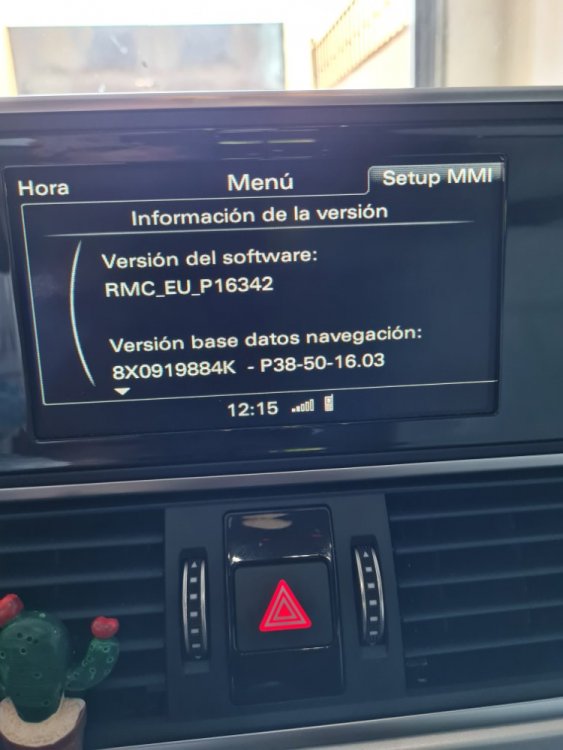 Hora Menú Setup MMI
Información de la versión
Versión del software:
RMC_EU_P16342
Versión base datos navegación:
8X0919884K - P38-50-16.03
12:15